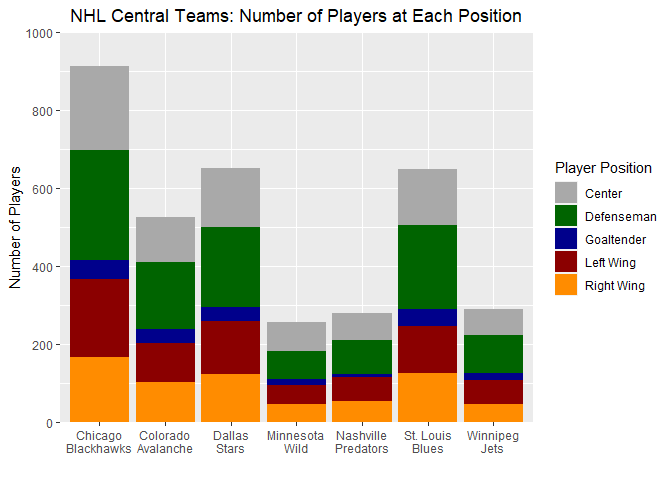 NHL Central Teams: Number of Players at Each Position
Number of Players
1000
800
600
400
200
0
Chicago
Blackhawks
Colorado
Avalanche
Dallas
Stars
Minnesota
Wild
Nashville
Predators
St. Louis
Blues
Winnipeg
Jets
Player Position
Center
Defenseman
Goaltender
Left Wing
Right Wing